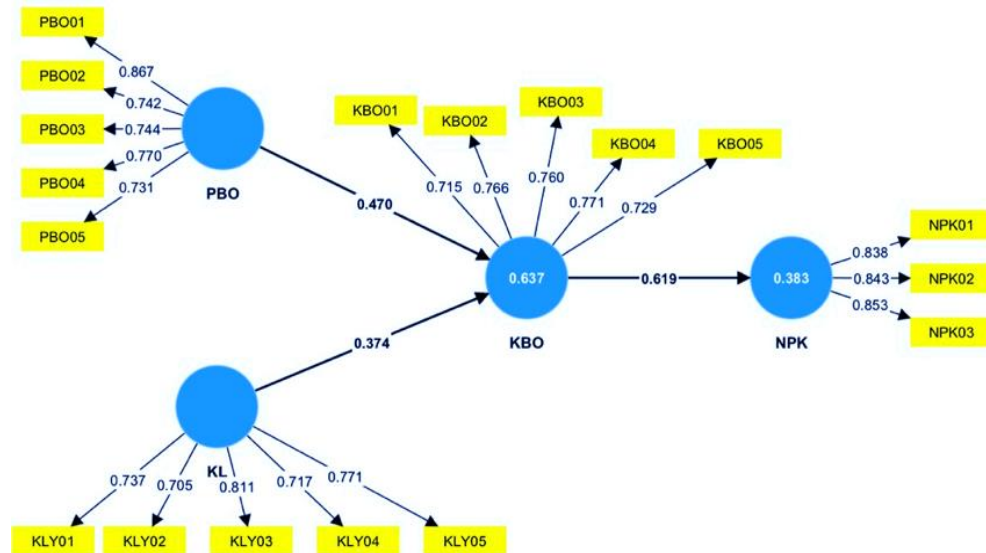 PBO01
PBO02
PBO03
PBO04
PBO05
0.867
0.742
0.744
0.770
0.731
PBO
KBO01
KBO02
KBO03
KBO04
KBO05
0.715
0.766
0.760
0.771
0.729
0.470
0.374
0.637
KBO
0.619
0.383
NPK
0.838
0.843
0.853
NPK01
NPK02
NPK03
KL
0.737
0.705
0.811
0.717
0.771
KLY01
KLY02
KLY03
KLY04
KLY05